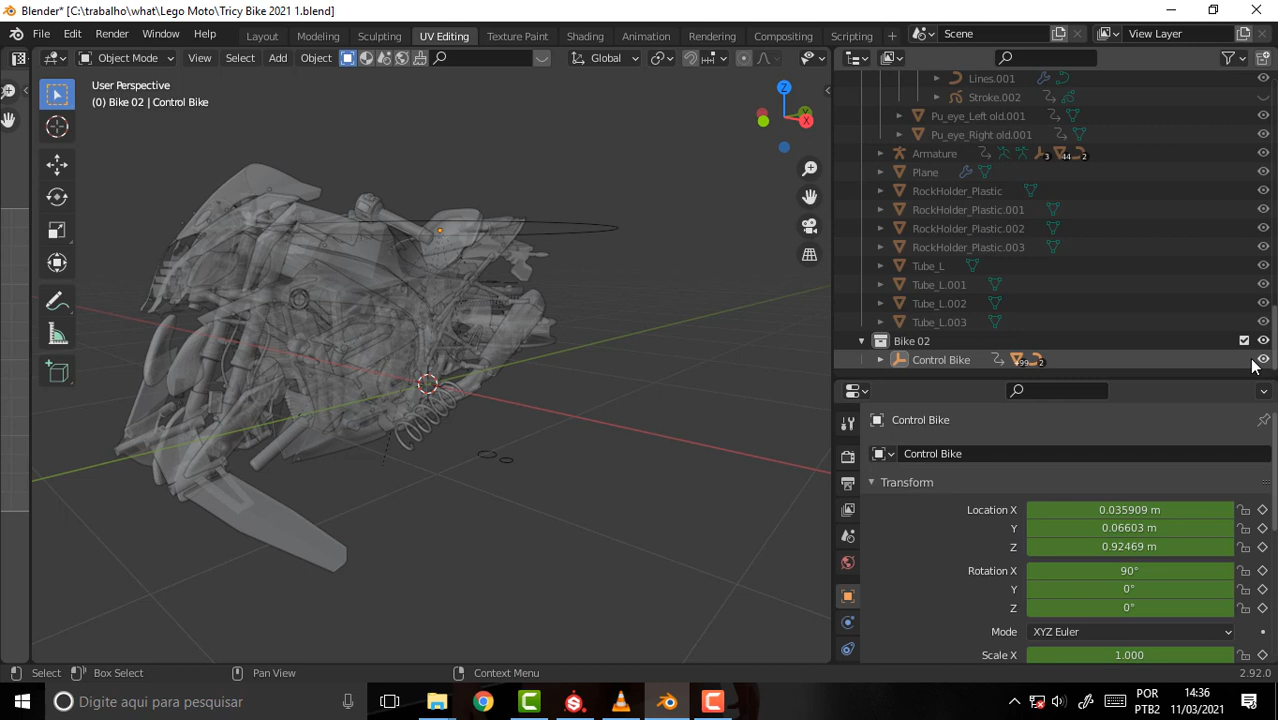 Blender* [C:\trabalho\what\Lego Moto\Tricy Bike 2021 1.blend]
File Edit Render Window Help Layout Modeling Sculpting UV Editing Texture Paint Shading Animation Rendering Compositing Scripting Scene View Layer
Object Mode View Select Add Object Global
User Perspective
(0) Bike 02 | Control Bike
Z
Y
X
Lines.001
Stroke.002
Pu_eye_Left old.001
Pu_eye_Right old.001
Armature 3 44 2
Plane
RockHolder_Plastic
RockHolder_Plastic.001
RockHolder_Plastic.002
RockHolder_Plastic.003
Tube_L
Tube_L.001
Tube_L.002
Tube_L.003
Bike 02
Control Bike 99 2
Control Bike
Control Bike
Transform
Location X 0.035909 m
Y 0.06603 m
Z 0.92469 m
Rotation X 90°
Y 0°
Z 0°
Mode XYZ Euler
Scale X 1.000
Select Box Select Pan View Context Menu 2.92.0
Digite aqui para pesquisar
POR 14:36
PTB2 11/03/2021